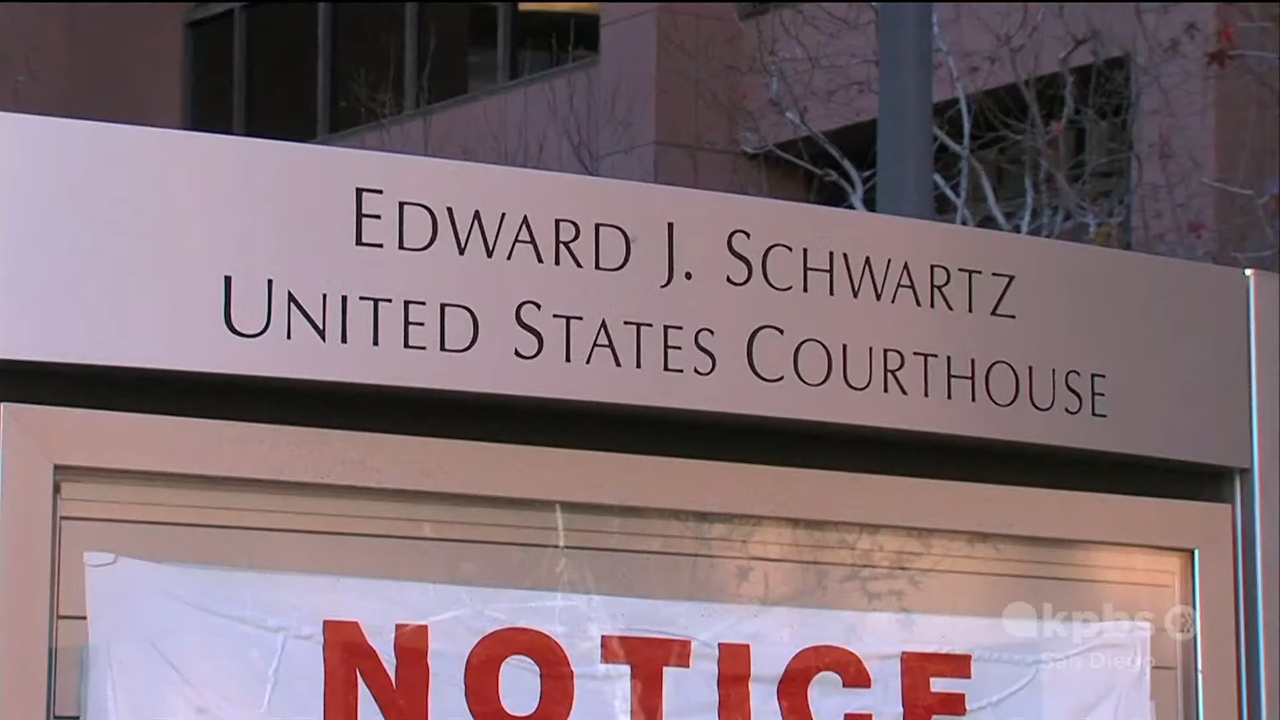 EDWARD J. SCHWARTZ
UNITED STATES COURTHOUSE
NOTICE
kpbs
San Diego